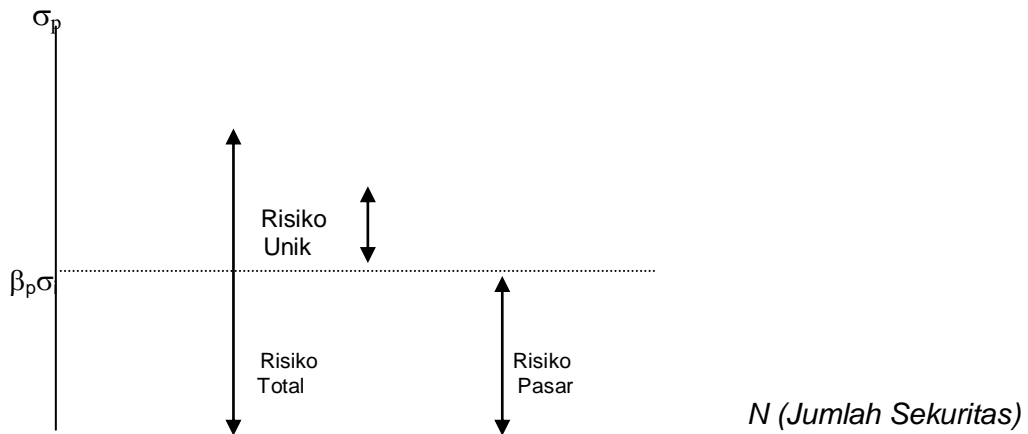 σp
Risiko
Unik
βpσ
Risiko
Total
Risiko
Pasar
N (Jumlah Sekuritas)